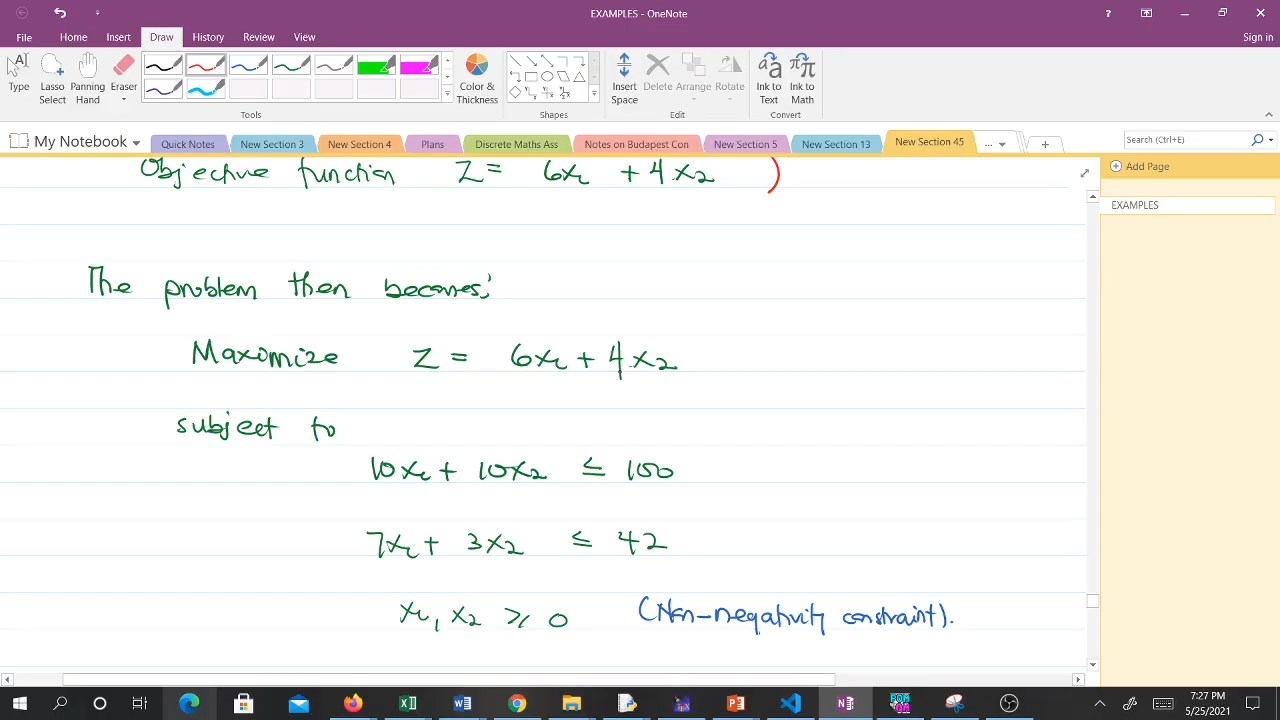 EXAMPLES - OneNote
File Home Insert Draw History Review View Sign in
Type Lasso Select Panning Hand Eraser Color & Thickness Insert Space Delete Arrange Rotate Ink to Text Ink to Math
Tools Shapes Edit Convert
My Notebook Quick Notes New Section 3 New Section 4 Plans Discrete Maths Ass Notes on Budapest Con New Section 5 New Section 13 New Section 45 ... Search (Ctrl+E)
Add Page
EXAMPLES
Objective function Z = 6x₁ + 4x₂ )
The problem then becomes;
Maximize Z = 6x₁ + 4x₂
subject to
10x₁ + 10x₂ ≤ 100
7x₁ + 3x₂ ≤ 42
x₁, x₂ ≥ 0 (Non-negativity constraint).
7:27 PM
5/25/2021